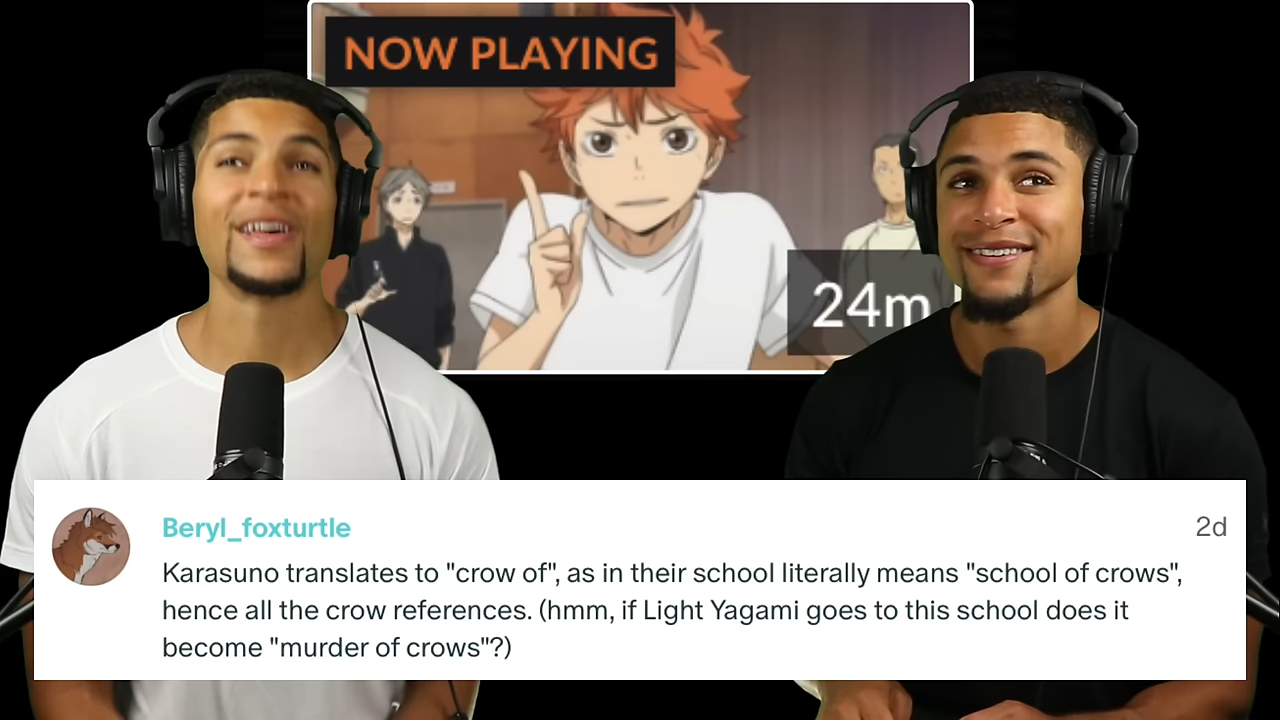 NOW PLAYING
24m
Beryl_foxturtle
2d
Karasuno translates to "crow of", as in their school literally means "school of crows",
hence all the crow references. (hmm, if Light Yagami goes to this school does it
become "murder of crows"?)